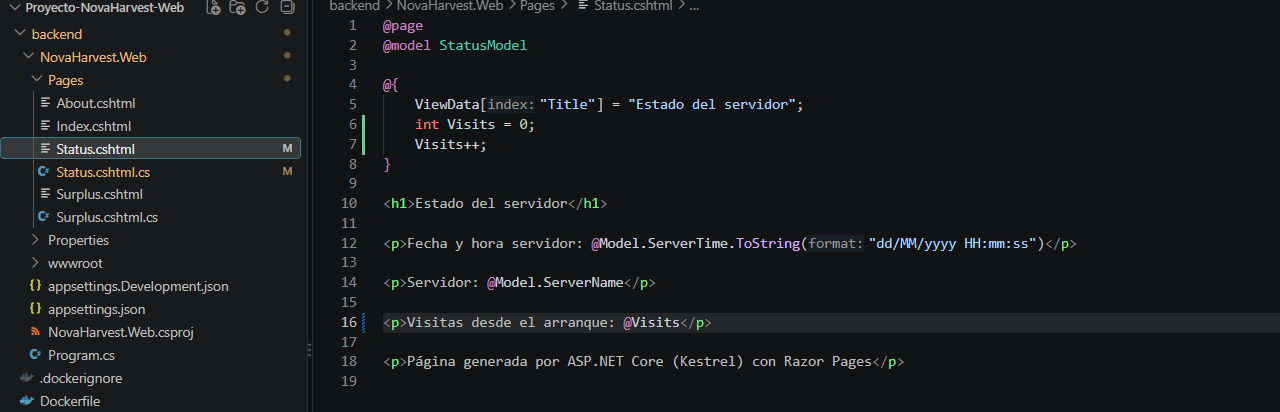 Proyecto-NovaHarvest-Web
backend
NovaHarvest.Web
Pages
About.cshtml
Index.cshtml
Status.cshtml M
Status.cshtml.cs M
Surplus.cshtml
Surplus.cshtml.cs
Properties
wwwroot
appsettings.Development.json
appsettings.json
NovaHarvest.Web.csproj
Program.cs
.dockerignore
Dockerfile
backend > NovaHarvest.Web > Pages > Status.cshtml > ...
1 @page
2 @model StatusModel
3
4 @{
5 ViewData[index:"Title"] = "Estado del servidor";
6 int Visits = 0;
7 Visits++;
8 }
9
10 <h1>Estado del servidor</h1>
11
12 <p>Fecha y hora servidor: @Model.ServerTime.ToString(format:"dd/MM/yyyy HH:mm:ss")</p>
13
14 <p>Servidor: @Model.ServerName</p>
15
16 <p>Visitas desde el arranque: @Visits</p>
17
18 <p>Página generada por ASP.NET Core (Kestrel) con Razor Pages</p>
19